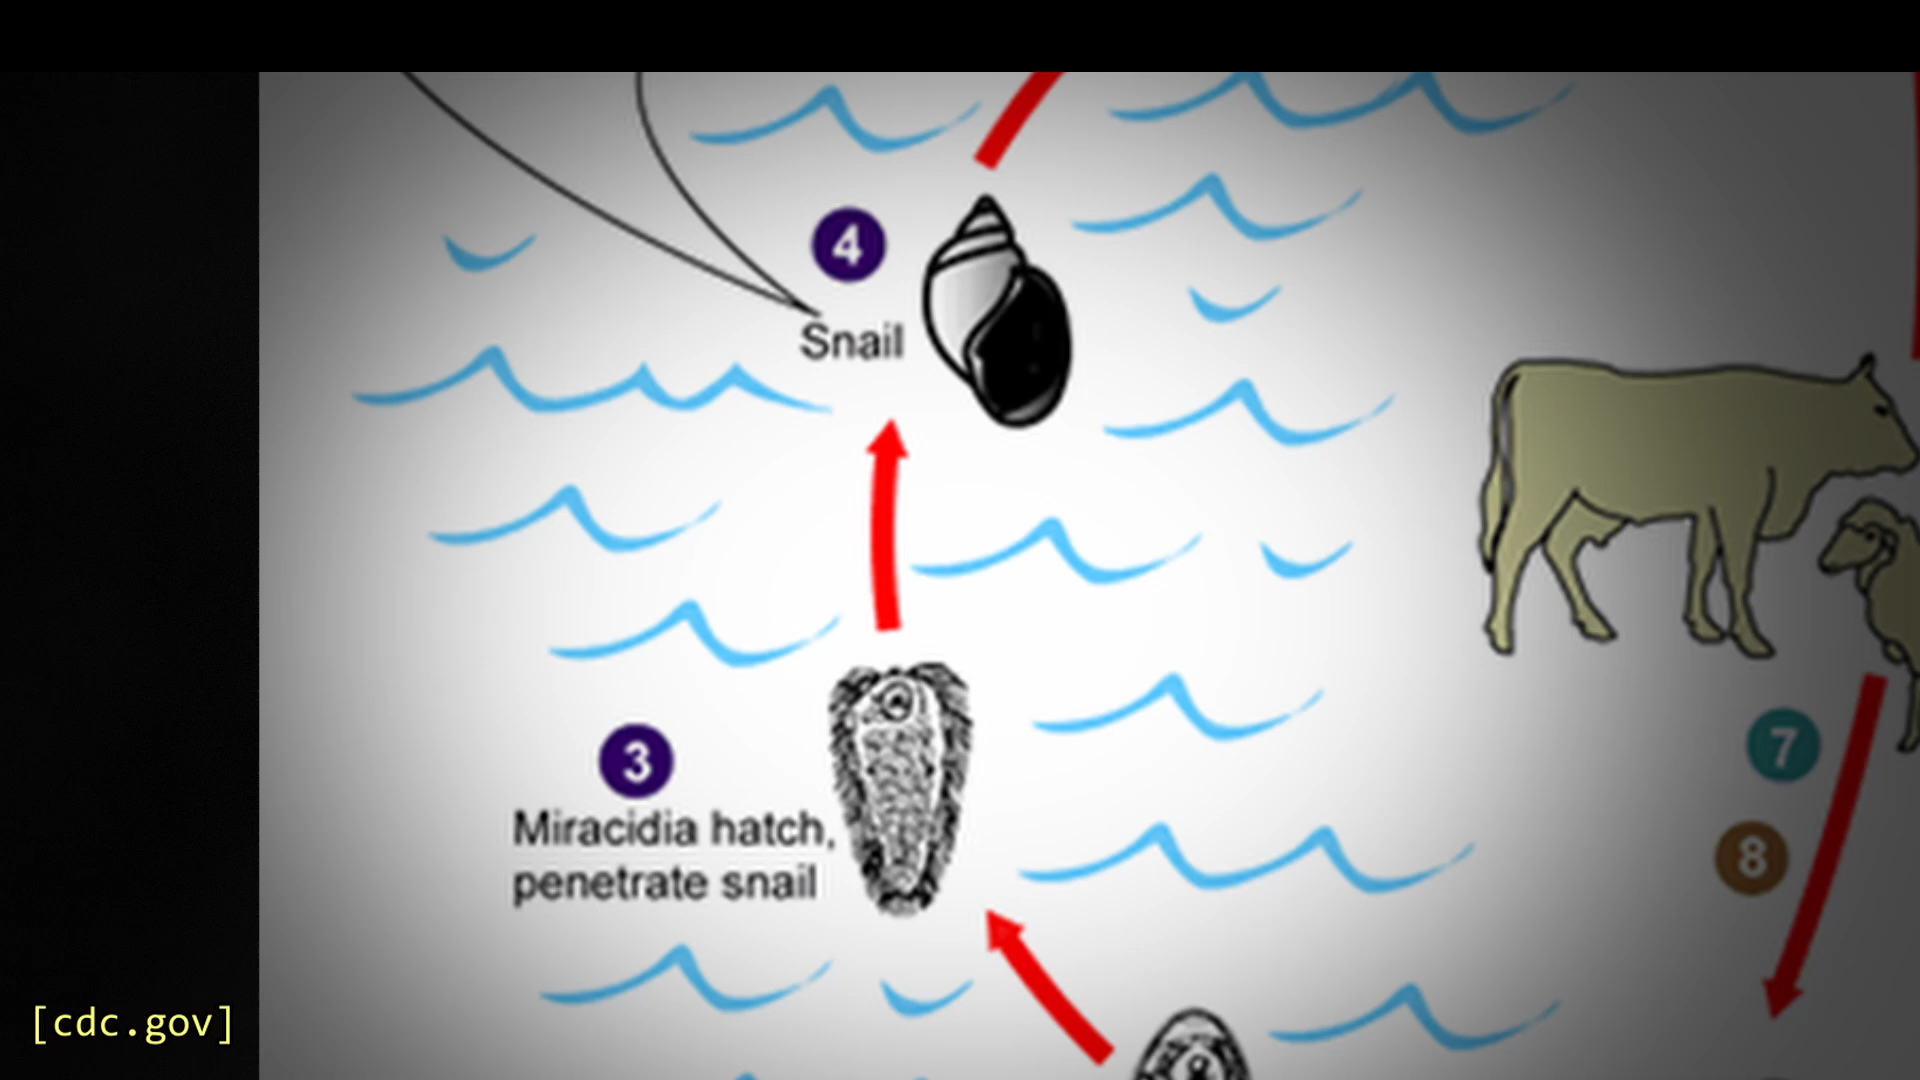 4
Snail
3
Miracidia hatch,
penetrate snail
7
8
[cdc.gov]